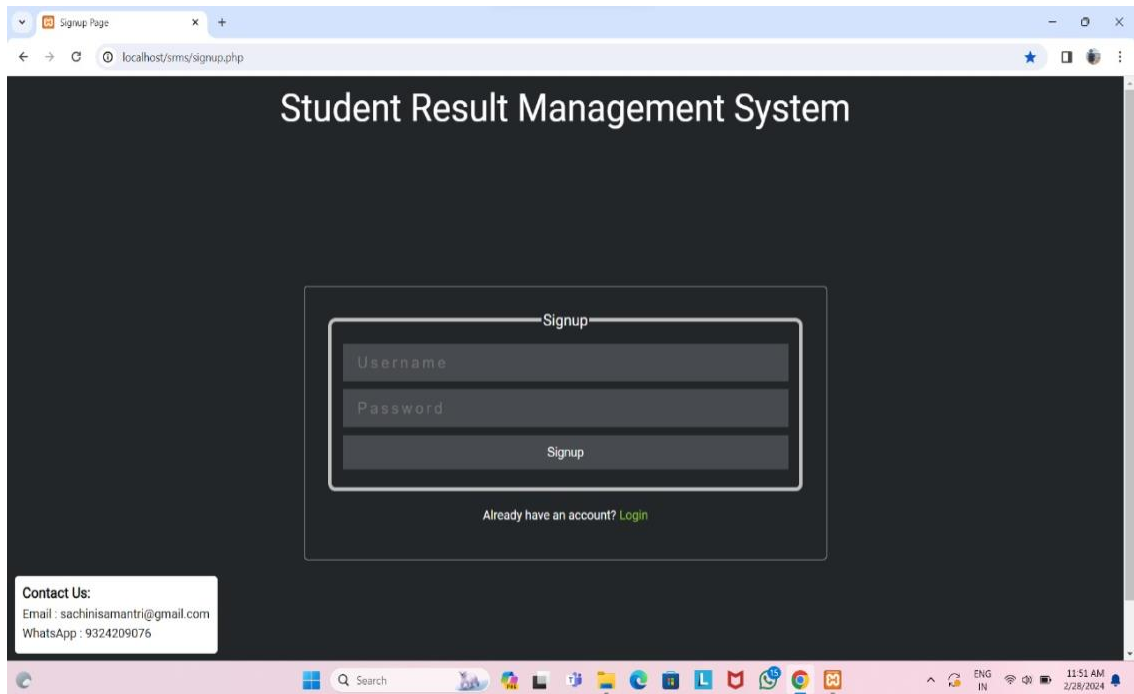 Signup Page
localhost/srms/signup.php
Student Result Management System
Signup
Username
Password
Signup
Already have an account? Login
Contact Us:
Email : sachinisamantri@gmail.com
WhatsApp : 9324209076
Search
L
15
ENG
IN
11:51 AM
2/28/2024